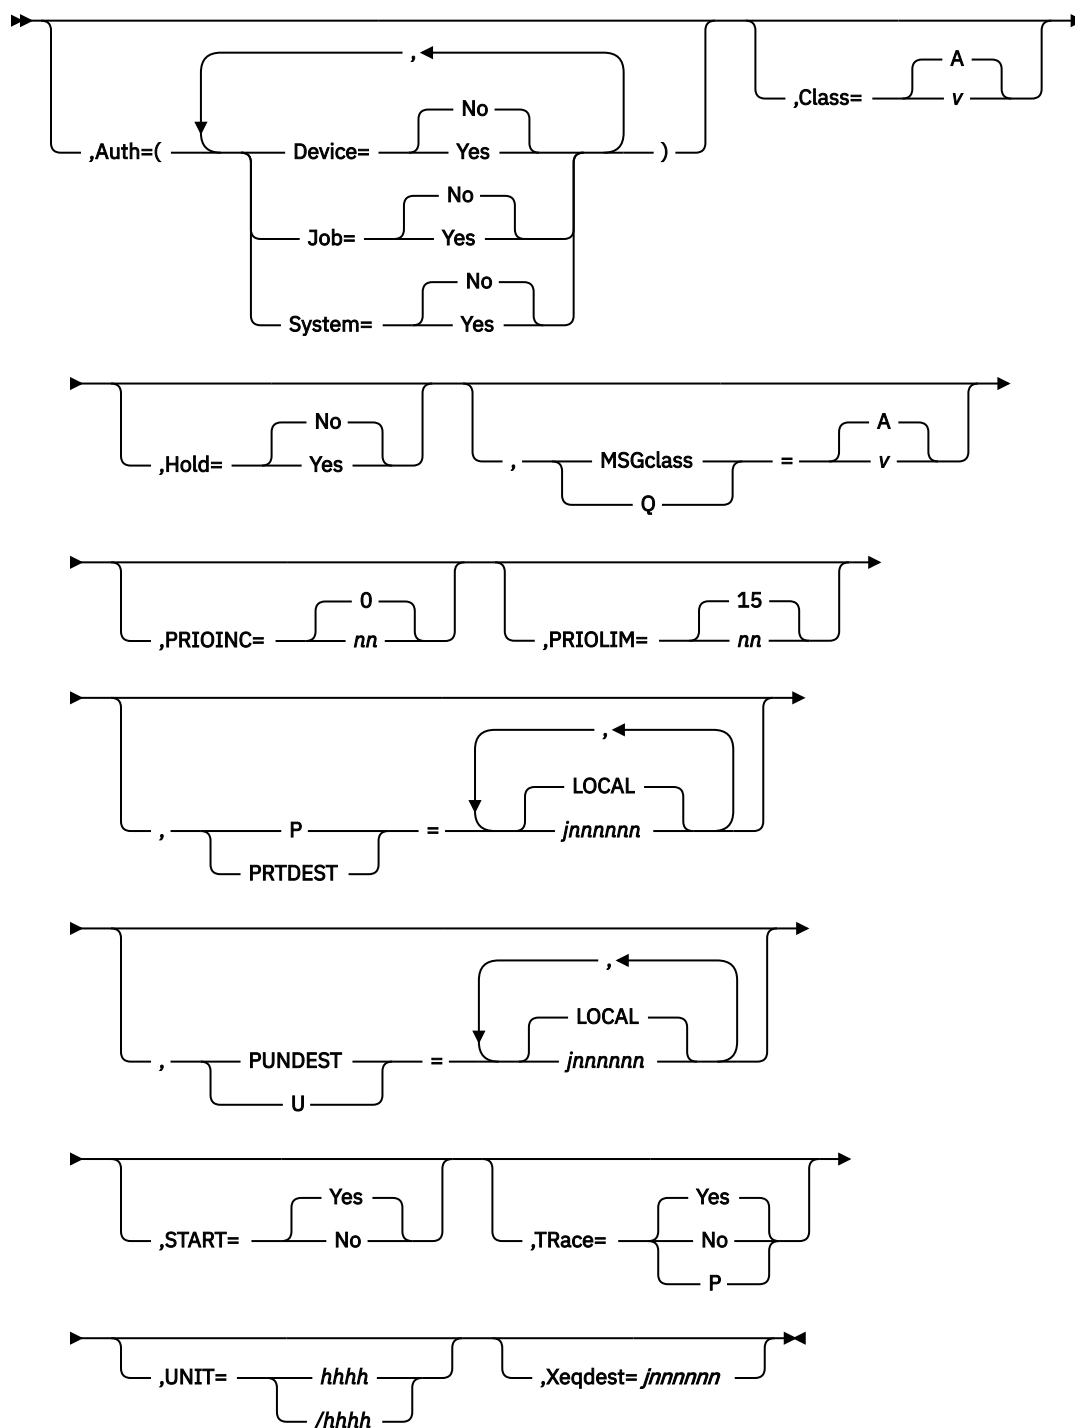 ,
A
No
,Class=
v
,Auth=(
Device=
Yes
)
No
Job=
Yes
No
System=
Yes
No
A
,Hold=
Yes
,
MSGclass
=
v
Q
0
15
,PRIOINC=
nn
,PRIOLIM=
nn
,
LOCAL
,
P
=
jnnnnnn
PRTDEST
,
LOCAL
,
PUNDEST
=
jnnnnnn
U
Yes
Yes
,START=
No
,TRace=
No
P
,UNIT=
hhhh
,Xeqdest= jnnnnnn
/hhhh